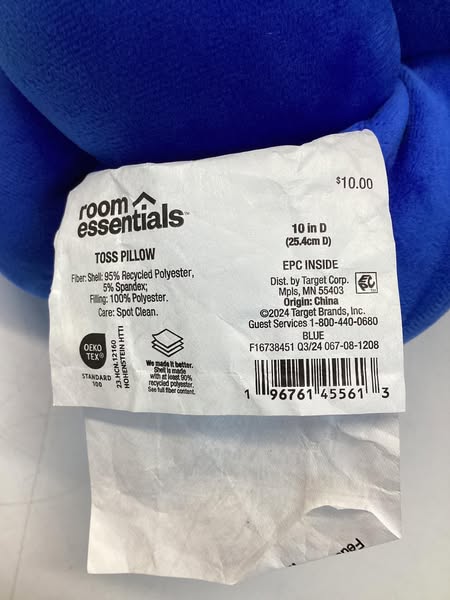 $10.00
room essentials™
TOSS PILLOW
Fiber: Shell: 95% Recycled Polyester,
5% Spandex;
Filling: 100% Polyester.
Care: Spot Clean.
OEKO
TEX®
STANDARD
100
23.HCN.12160
HOHENSTEIN HTTI
We made it better.
Shell is made
with at least 90%
recycled polyester.
See full fiber content.
10 in D
(25.4cm D)
EPC INSIDE
Dist. by Target Corp.
Mpls, MN 55403
Origin: China
©2024 Target Brands, Inc.
Guest Services 1-800-440-0680
BLUE
F16738451 Q3/24 067-08-1208
1 96761 45561 3